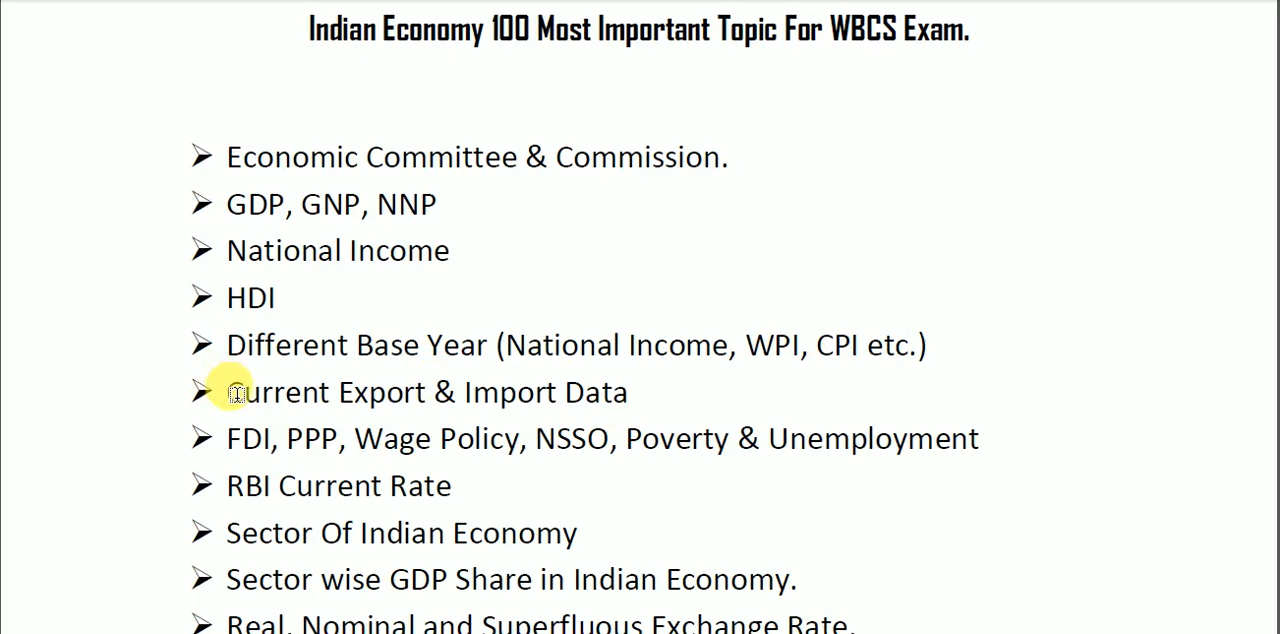 Indian Economy 100 Most Important Topic For WBCS Exam.
Economic Committee & Commission.
GDP, GNP, NNP
National Income
HDI
Different Base Year (National Income, WPI, CPI etc.)
Current Export & Import Data
FDI, PPP, Wage Policy, NSSO, Poverty & Unemployment
RBI Current Rate
Sector Of Indian Economy
Sector wise GDP Share in Indian Economy.
Real, Nominal and Superfluous Exchange Rate.